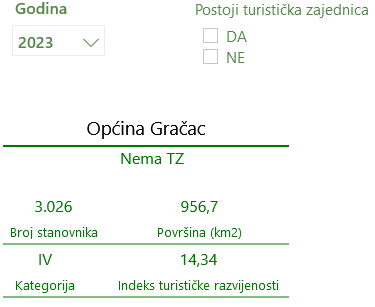 Godina
Postoji turistička zajednica
2023
DA
NE
Općina Gračac
Nema TZ
3.026 956,7
Broj stanovnika Površina (km2)
IV 14,34
Kategorija Indeks turističke razvijenosti